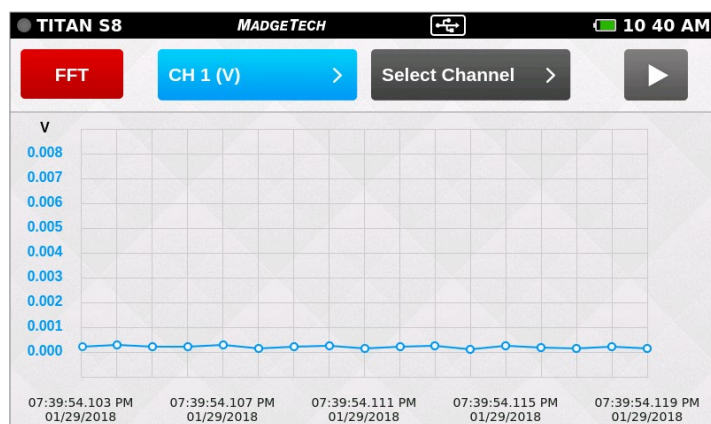 TITAN S8 MADGETECH 10 40 AM
FFT CH 1 (V) > Select Channel >
V
0.008
0.007
0.006
0.005
0.004
0.003
0.002
0.001
0.000
07:39:54.103 PM 07:39:54.107 PM 07:39:54.111 PM 07:39:54.115 PM 07:39:54.119 PM
01/29/2018 01/29/2018 01/29/2018 01/29/2018 01/29/2018